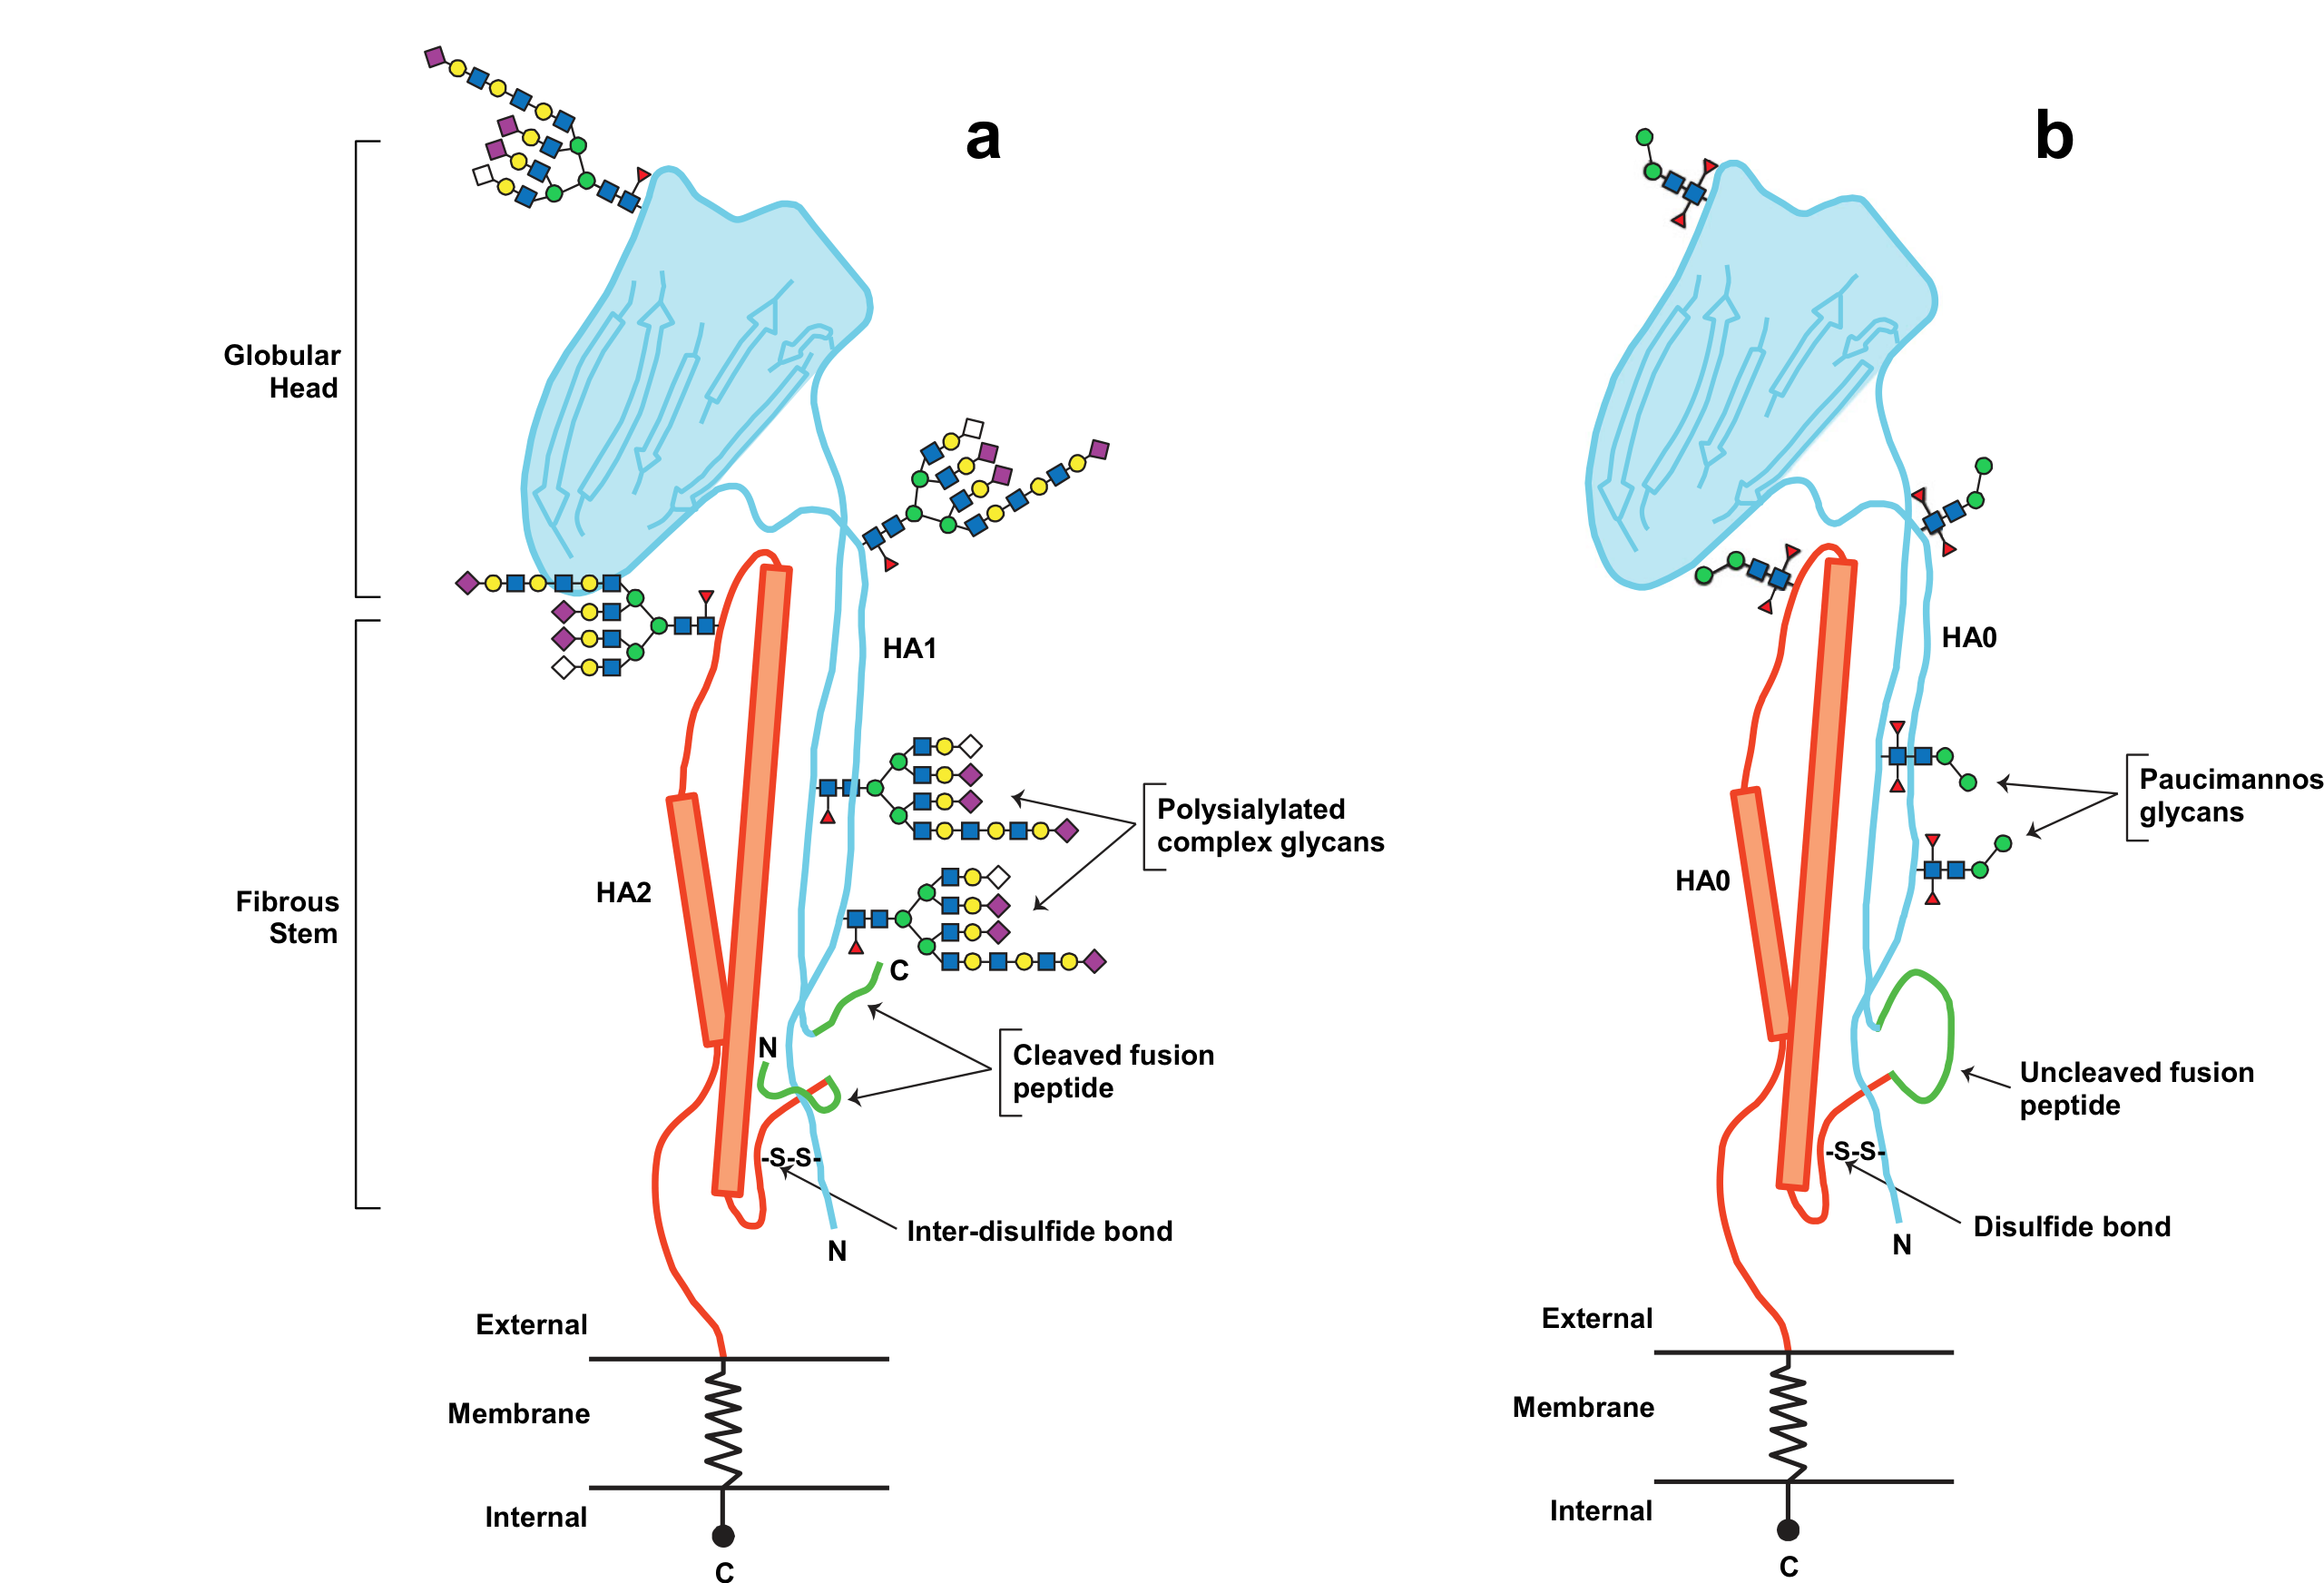 a
Globular
Head
HA1
Polysialylated
complex glycans
HA2
Fibrous
Stem
C
N
Cleaved fusion
peptide
-S-S-
Inter-disulfide bond
N
External
Membrane
Internal
C
b
HA0
Paucimannos
glycans
HA0
Uncleaved fusion
peptide
-S-S-
Disulfide bond
N
External
Membrane
Internal
C